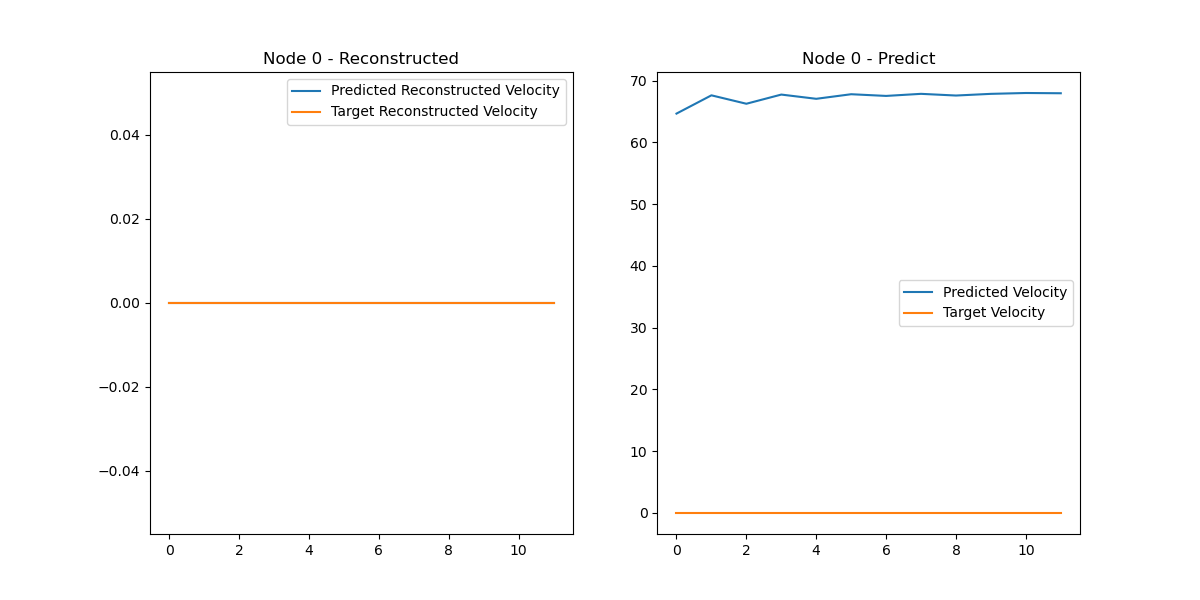 Node 0 - Reconstructed
Predicted Reconstructed Velocity
Target Reconstructed Velocity
0.04
0.02
0.00
−0.02
−0.04
0 2 4 6 8 10
Node 0 - Predict
70
60
50
40
30
20
10
0
Predicted Velocity
Target Velocity
0 2 4 6 8 10